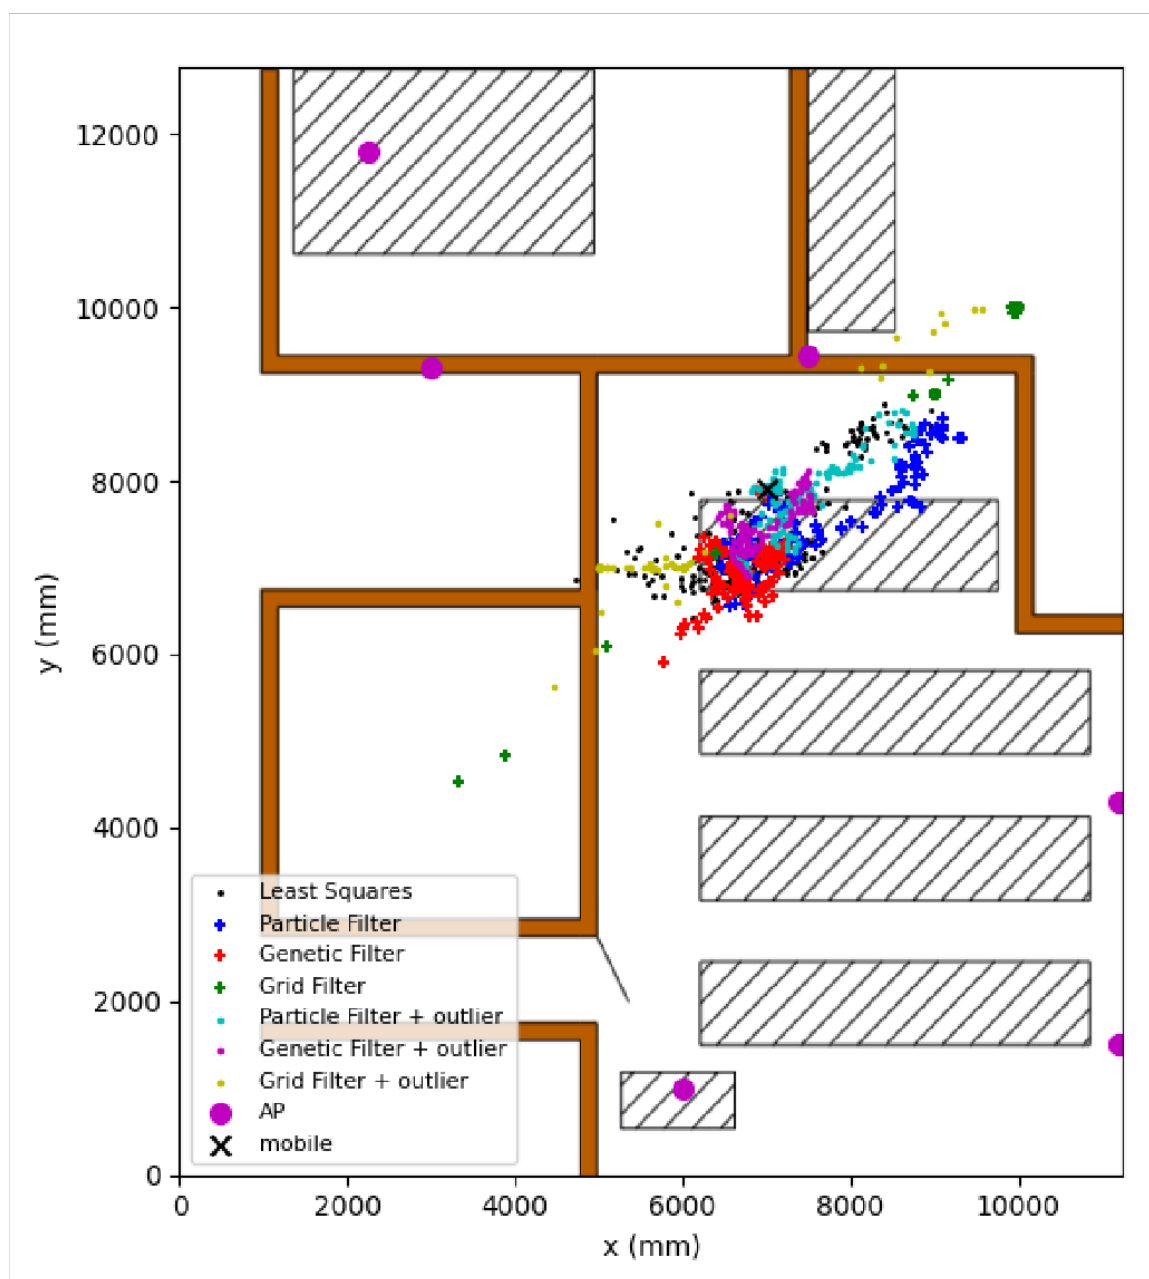 12000
10000
8000
6000
4000
2000
0
y (mm)
Least Squares
Particle Filter
Genetic Filter
Grid Filter
Particle Filter + outlier
Genetic Filter + outlier
Grid Filter + outlier
AP
mobile
0 2000 4000 6000 8000 10000
x (mm)